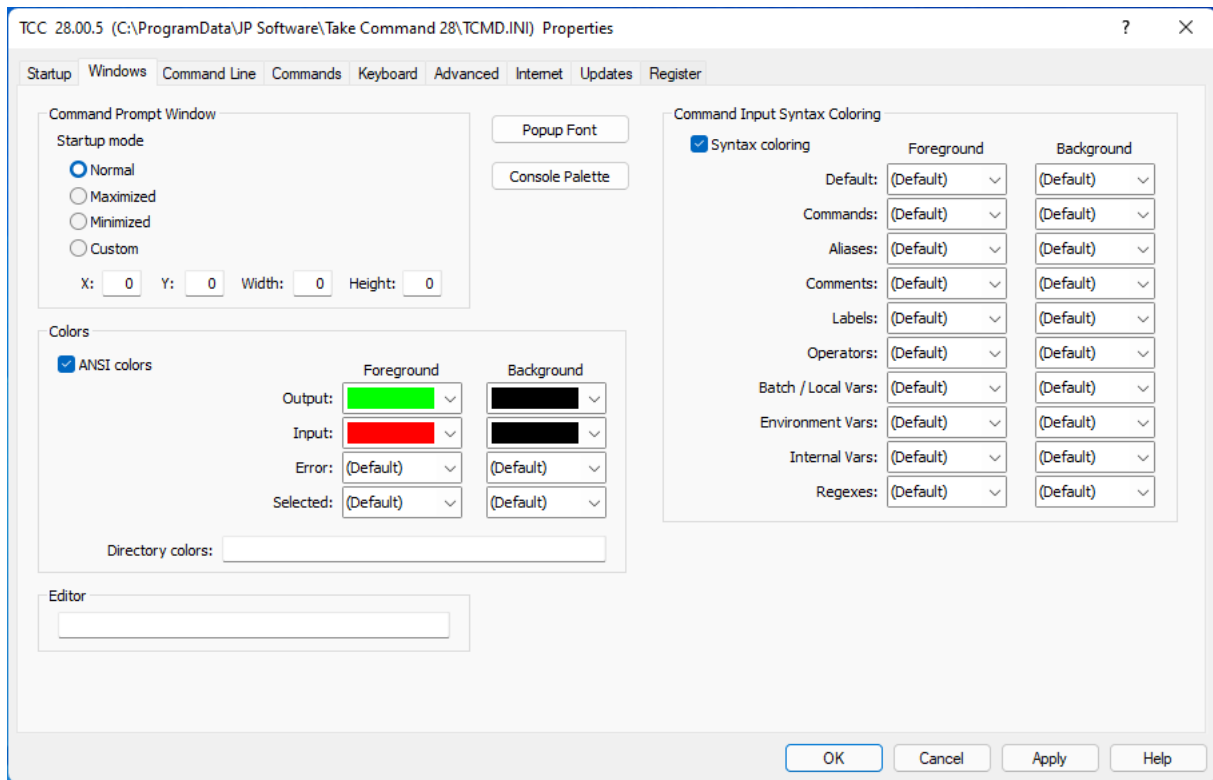 TCC 28.00.5 (C:\ProgramData\JP Software\Take Command 28\TCMD.INI) Properties
Startup Windows Command Line Commands Keyboard Advanced Internet Updates Register
Command Prompt Window
Startup mode
Normal
Maximized
Minimized
Custom
X: 0 Y: 0 Width: 0 Height: 0
Popup Font
Console Palette
Colors
ANSI colors
Foreground Background
Output:
Input:
Error: (Default) (Default)
Selected: (Default) (Default)
Directory colors:
Editor
Command Input Syntax Coloring
Syntax coloring Foreground Background
Default: (Default) (Default)
Commands: (Default) (Default)
Aliases: (Default) (Default)
Comments: (Default) (Default)
Labels: (Default) (Default)
Operators: (Default) (Default)
Batch / Local Vars: (Default) (Default)
Environment Vars: (Default) (Default)
Internal Vars: (Default) (Default)
Regexes: (Default) (Default)
OK Cancel Apply Help